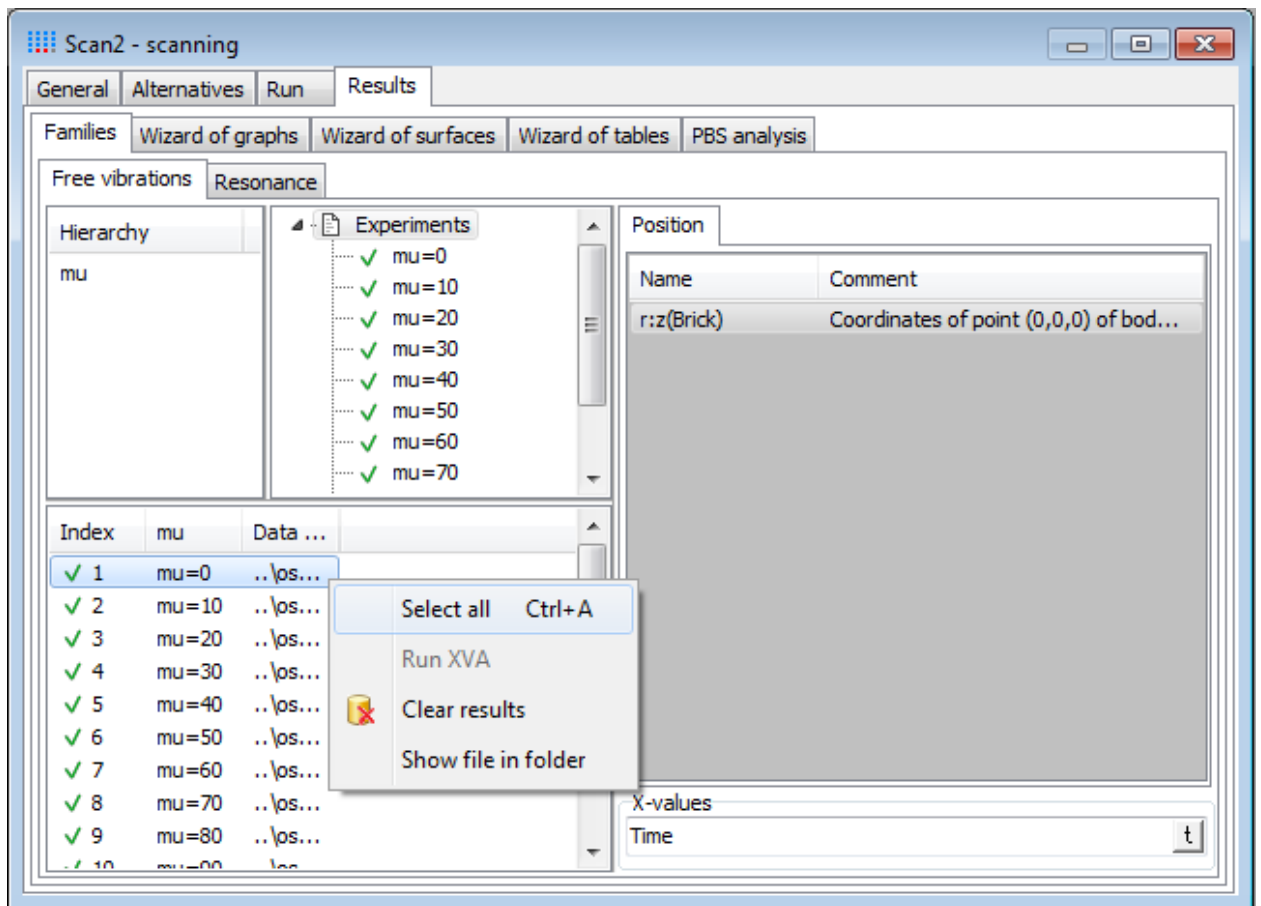 Scan2 - scanning
General Alternatives Run Results
Families Wizard of graphs Wizard of surfaces Wizard of tables PBS analysis
Free vibrations Resonance
Hierarchy
mu
Experiments
mu=0
mu=10
mu=20
mu=30
mu=40
mu=50
mu=60
mu=70
Position
Name Comment
r:z(Brick) Coordinates of point (0,0,0) of bod...
Index mu Data ...
1 mu=0 ..\os...
2 mu=10 ..\os...
3 mu=20 ..\os...
4 mu=30 ..\os...
5 mu=40 ..\os...
6 mu=50 ..\os...
7 mu=60 ..\os...
8 mu=70 ..\os...
9 mu=80 ..\os...
Select all Ctrl+A
Run XVA
Clear results
Show file in folder
X-values
Time t